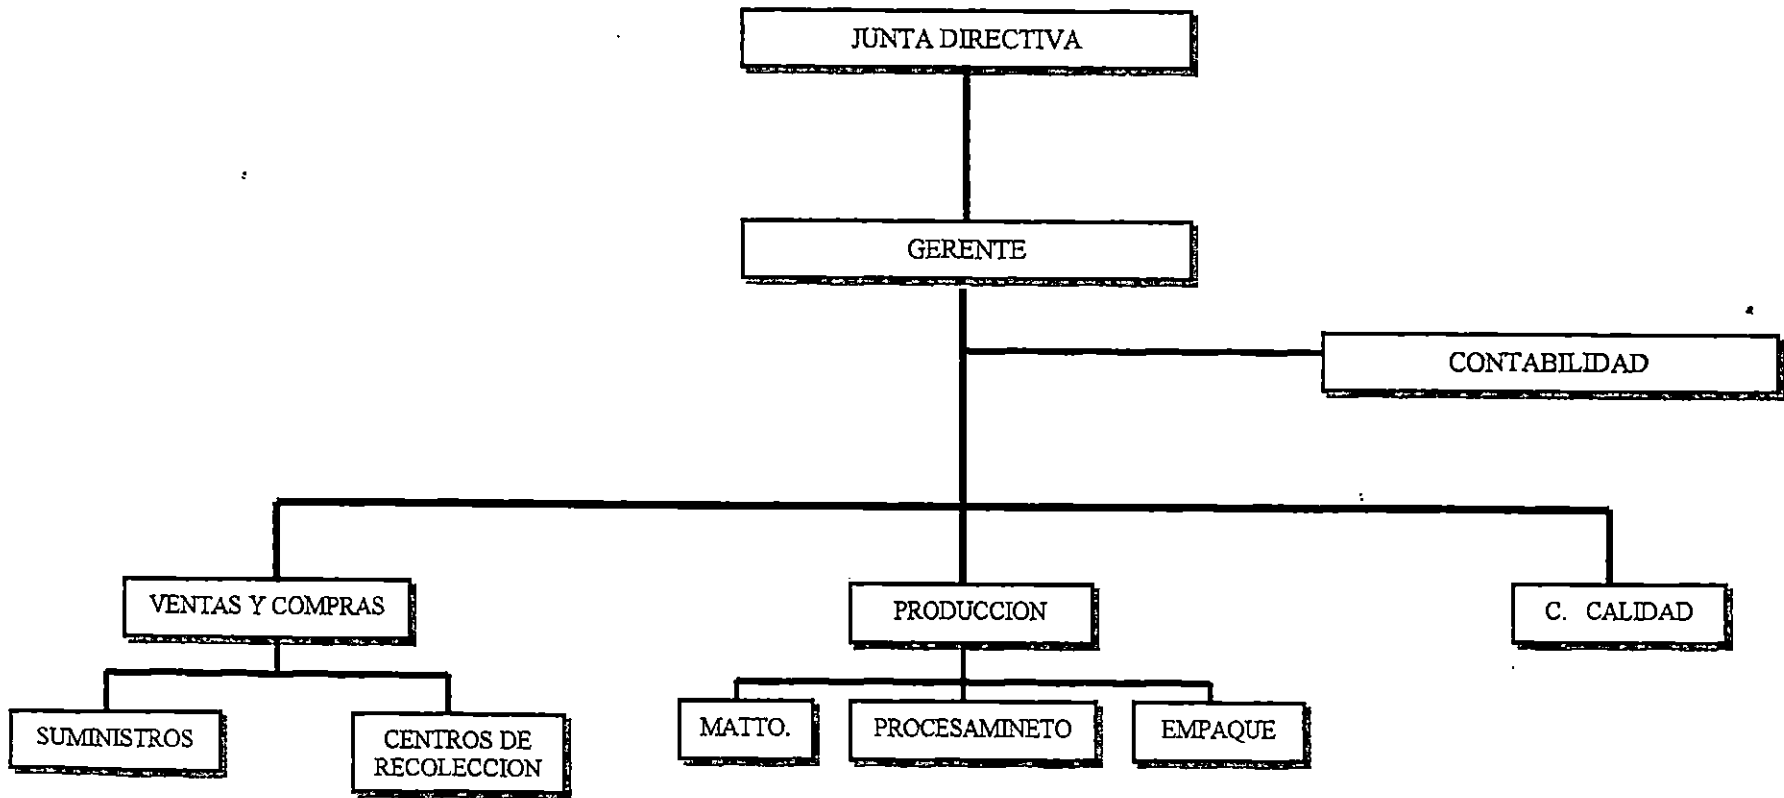 JUNTA DIRECTIVA
GERENTE
CONTABILIDAD
VENTAS Y COMPRAS
PRODUCCION
C. CALIDAD
SUMINISTROS
CENTROS DE
RECOLECCION
MATTO.
PROCESAMINETO
EMPAQUE